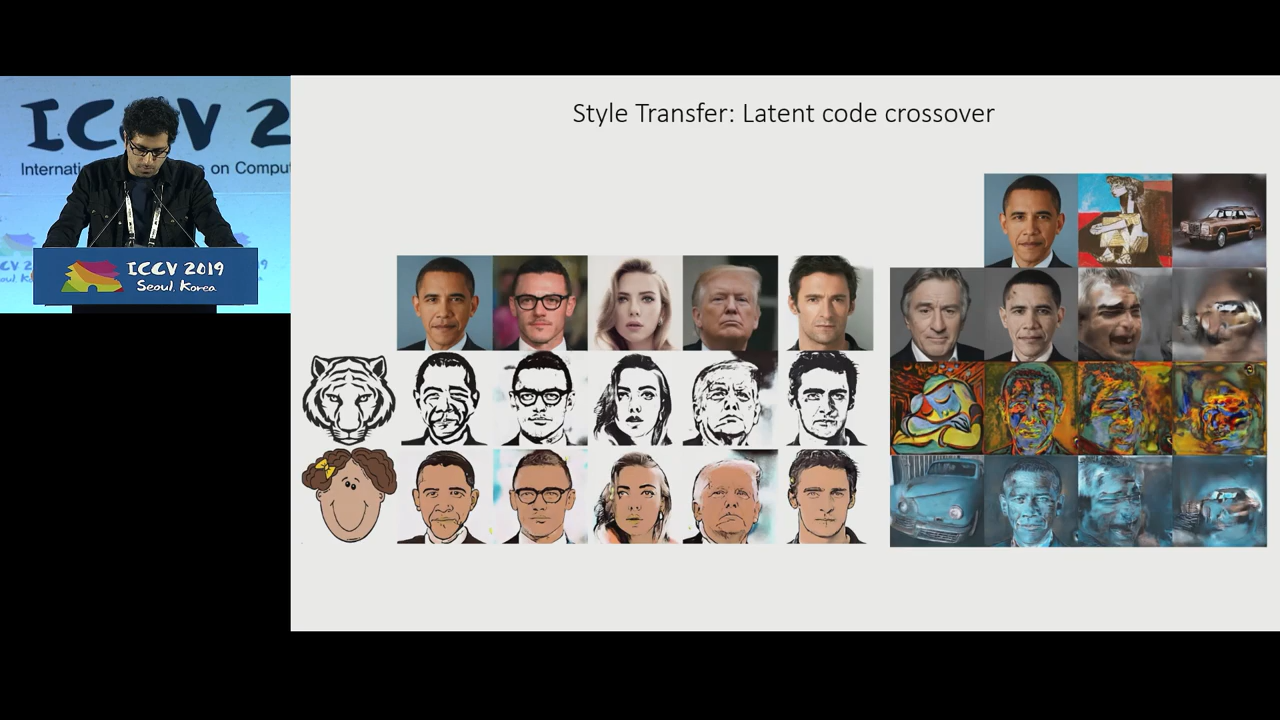 ICCV 2
Internati
e on Comput
ICCV 2019
Seoul, Korea
Style Transfer: Latent code crossover